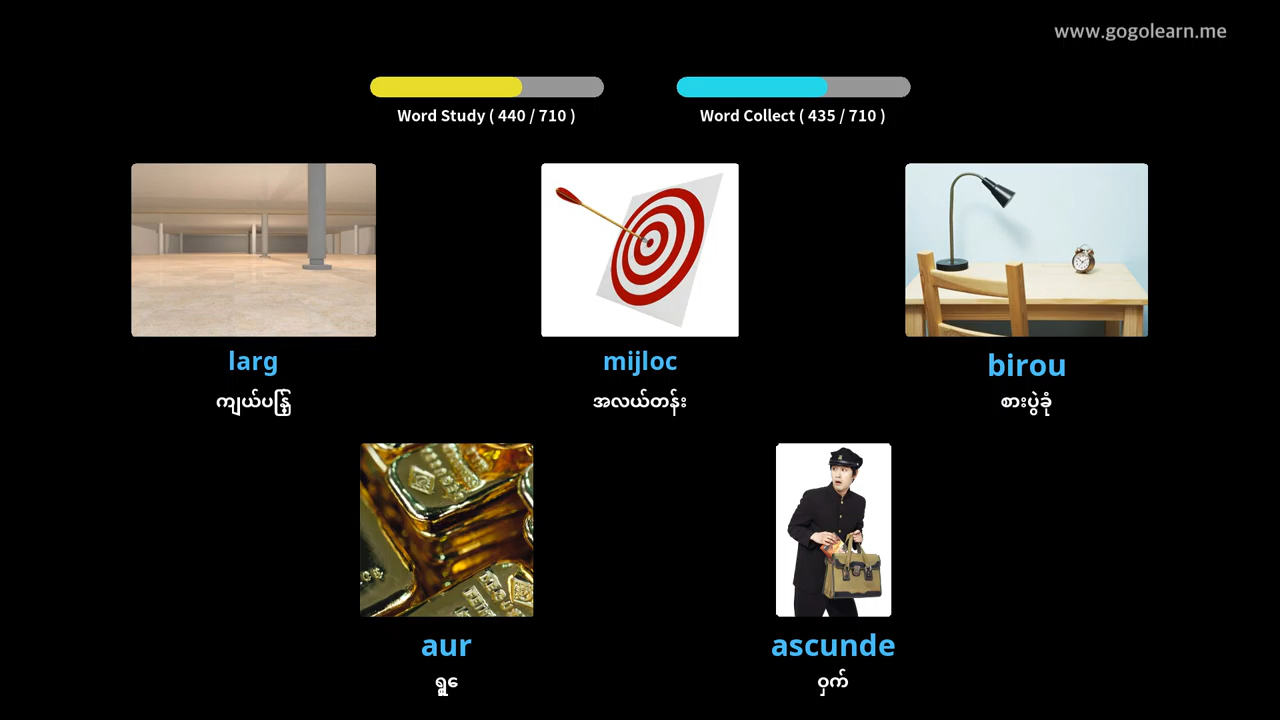 www.gogolearn.me
Word Study ( 440 / 710 )
Word Collect ( 435 / 710 )
larg
mijloc
birou
ကျယ်ပန့်
အလယ်တန်း
စားပွဲခုံ
aur
ascunde
ရွှေ
ဝှက်